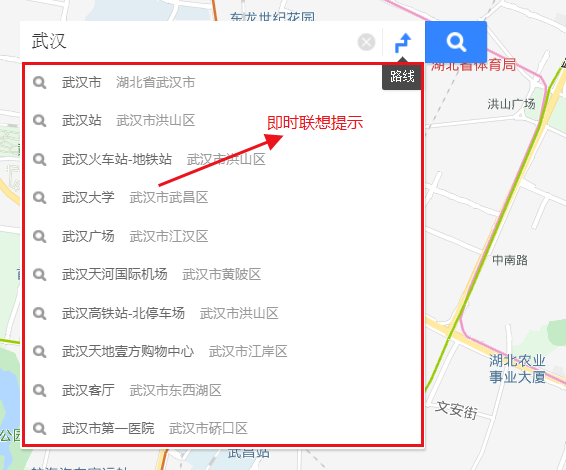 东龙世纪花园
武汉
湖北省体育局
路线
武汉市 湖北省武汉市
洪山广场
武汉站 武汉市洪山区
即时联想提示
武汉火车站-地铁站 武汉市洪山区
武汉大学 武汉市武昌区
武汉广场 武汉市江汉区
中南路
武汉天河国际机场 武汉市黄陂区
武汉高铁站-北停车场 武汉市洪山区
武汉天地壹方购物中心 武汉市江岸区
湖北农业
事业大厦
武汉客厅 武汉市东西湖区
文安街
武汉市第一医院 武汉市硚口区
公园
武昌站